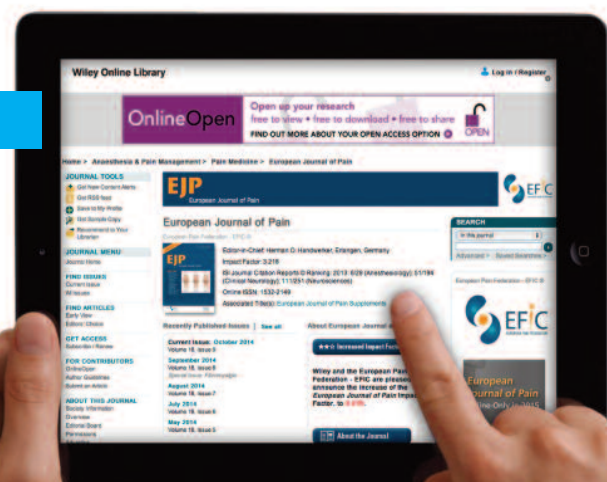 Wiley Online Library
Log in / Register
OnlineOpen
Open up your research
free to view • free to download • free to share
FIND OUT MORE ABOUT YOUR OPEN ACCESS OPTION
OPEN
Home > Anaesthesia & Pain Management > Pain Medicine > European Journal of Pain
JOURNAL TOOLS
Get New Content Alerts
Get RSS feed
Save to My Profile
Get Sample Copy
Recommend to Your
Librarian
JOURNAL MENU
Journal Home
FIND ISSUES
Current Issue
All Issues
FIND ARTICLES
Early View
Editors' Choice
GET ACCESS
Subscribe / Renew
FOR CONTRIBUTORS
OnlineOpen
Author Guidelines
Submit an Article
ABOUT THIS JOURNAL
Society Information
Overview
Editorial Board
Permissions
EJP
European Journal of Pain
EFIC
European Journal of Pain
European Pain Federation - EFIC ®
EJP
Editor-in-Chief: Herman O. Handwerker, Erlangen, Germany
Impact Factor: 3.218
ISI Journal Citation Reports © Ranking: 2013: 6/29 (Anesthesiology); 51/194
(Clinical Neurology); 111/251 (Neurosciences)
Online ISSN: 1532-2149
Associated Title(s): European Journal of Pain Supplements
Recently Published Issues | See all
Current Issue: October 2014
Volume 18, Issue 9
September 2014
Volume 18, Issue 8
Special Issue: Fibromyalgia
August 2014
Volume 18, Issue 7
July 2014
Volume 18, Issue 6
May 2014
Volume 18, Issue 5
About European Journal
Increased Impact Fact
Wiley and the European Pain
Federation - EFIC are pleased
announce the increase of the
European Journal of Pain Impac
Factor, to
About the Journal
SEARCH
In this journal
Advanced > Saved Searches >
European Pain Federation - EFIC ®
EFIC
European
Journal of Pain
Online-Only in 2015